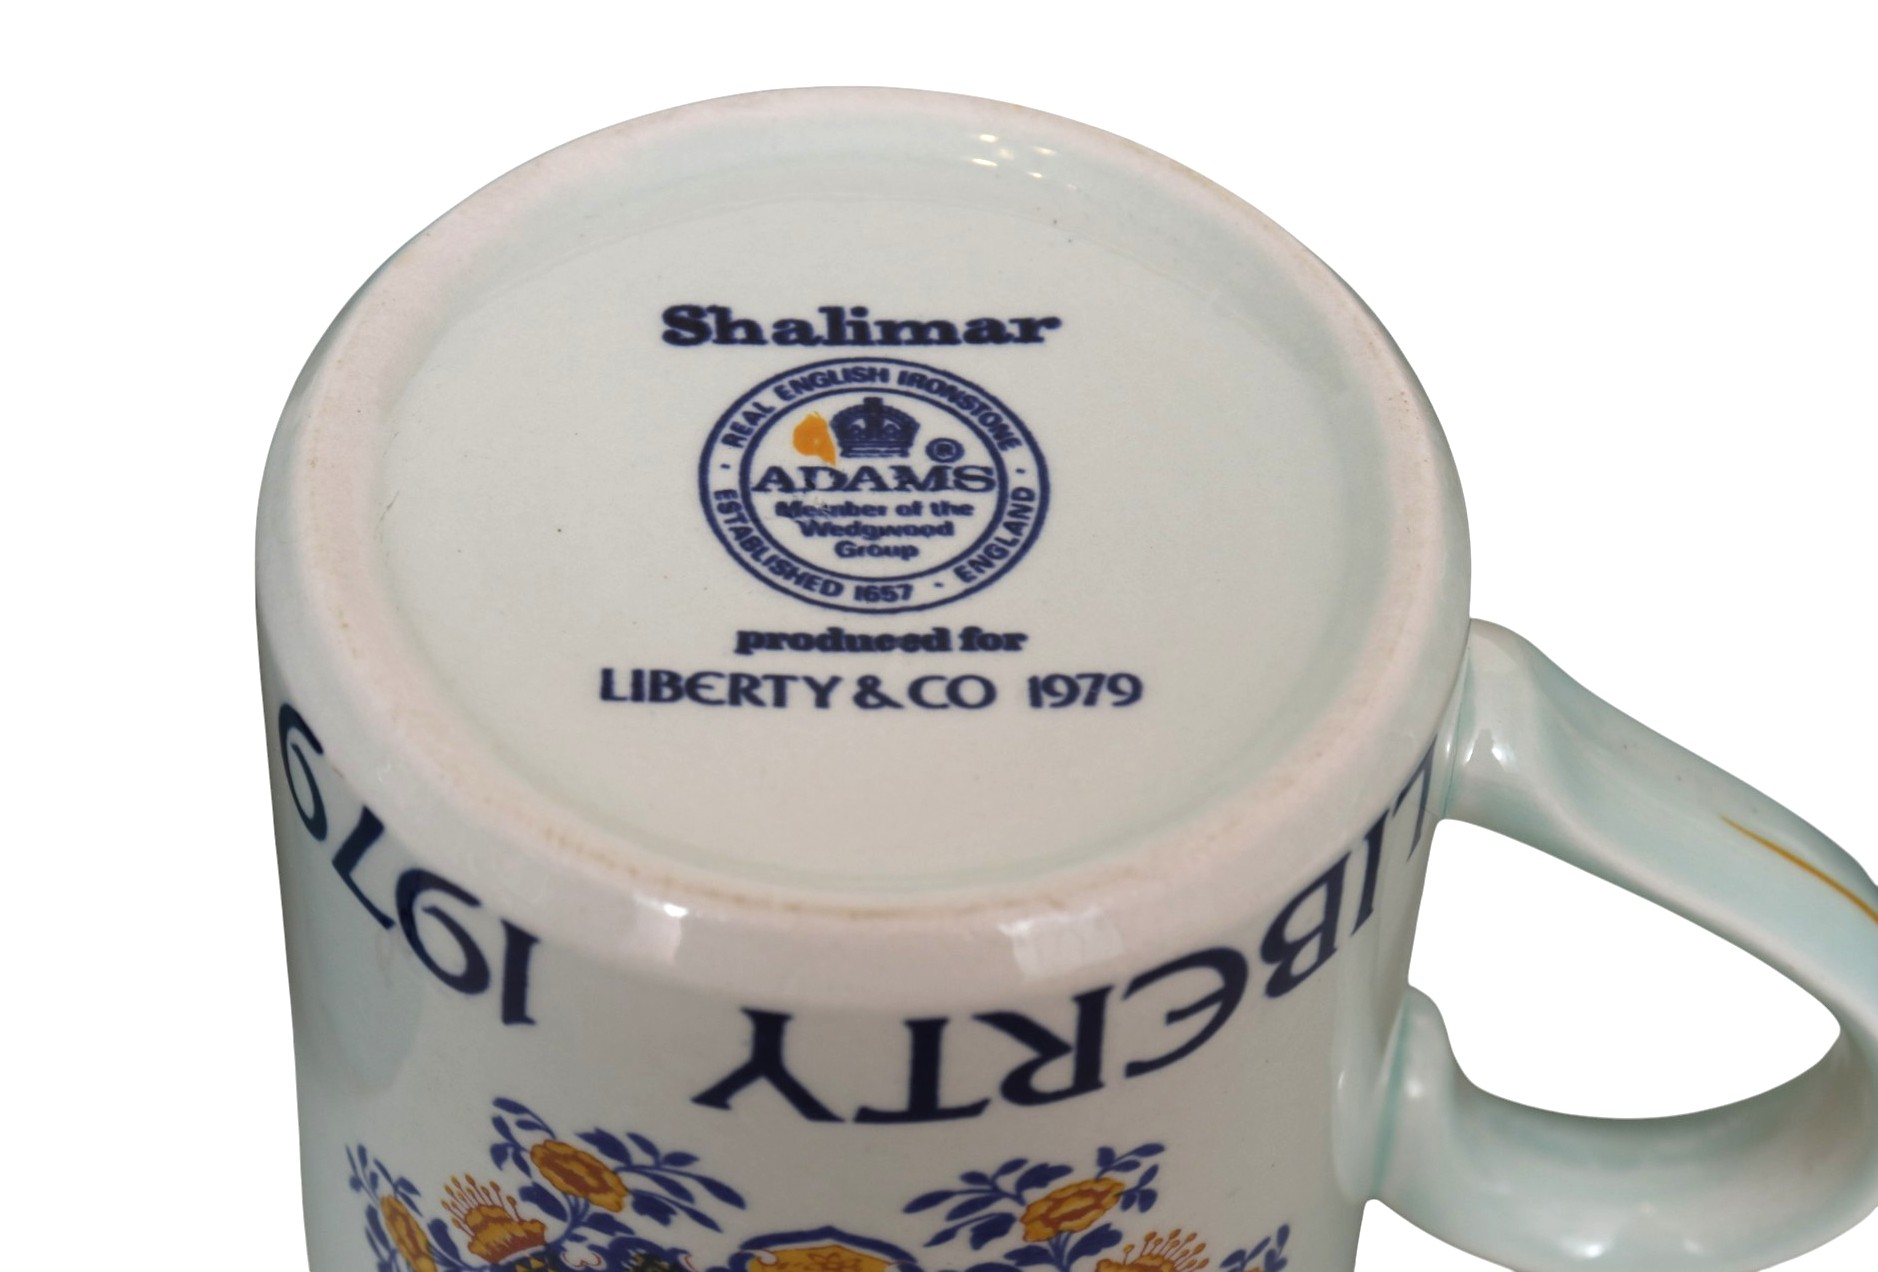 Shalimar
· REAL ENGLISH IRONSTONE ·
ADAMS ®
Member of the
Wedgwood
Group
ESTABLISHED 1657 · ENGLAND
produced for
LIBERTY & CO 1979
LIBERTY 1979